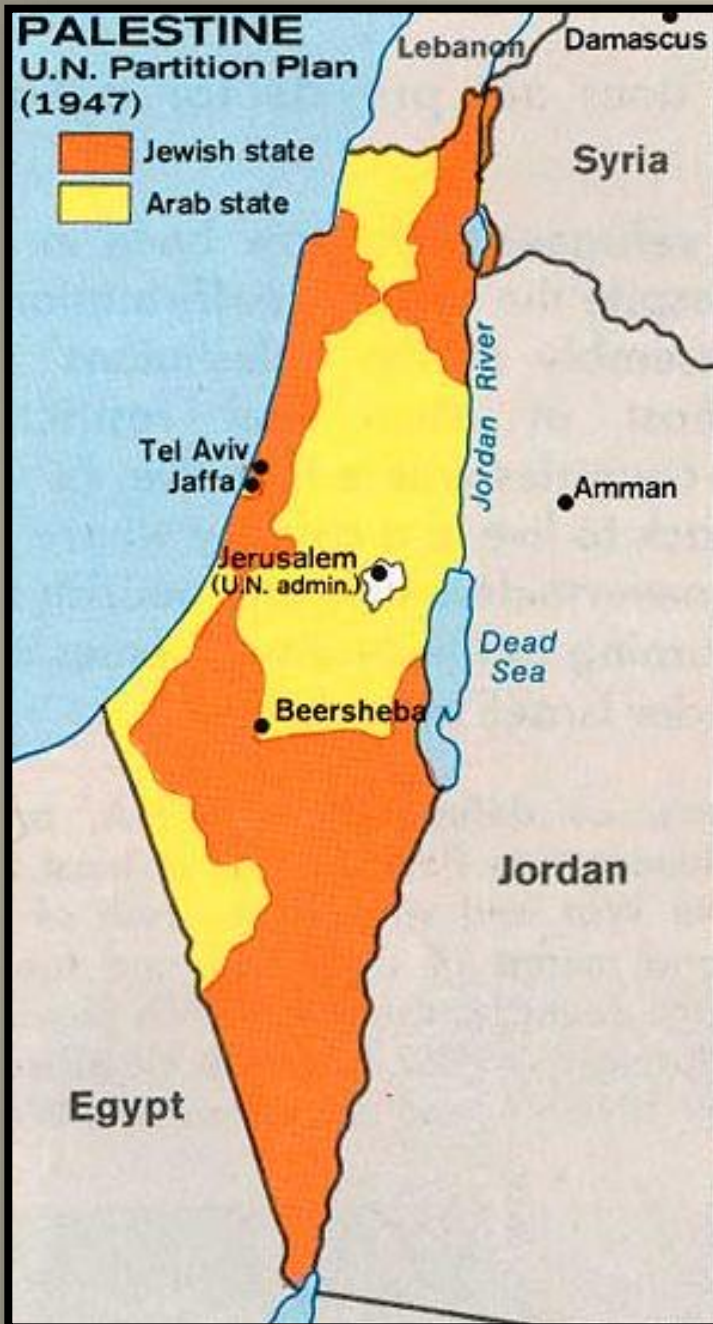 PALESTINE
U.N. Partition Plan
(1947)
Jewish state
Arab state
Lebanon
Damascus
Syria
Jordan River
Tel Aviv
Jaffa
Amman
Jerusalem
(U.N. admin.)
Dead
Sea
Beersheba
Jordan
Egypt